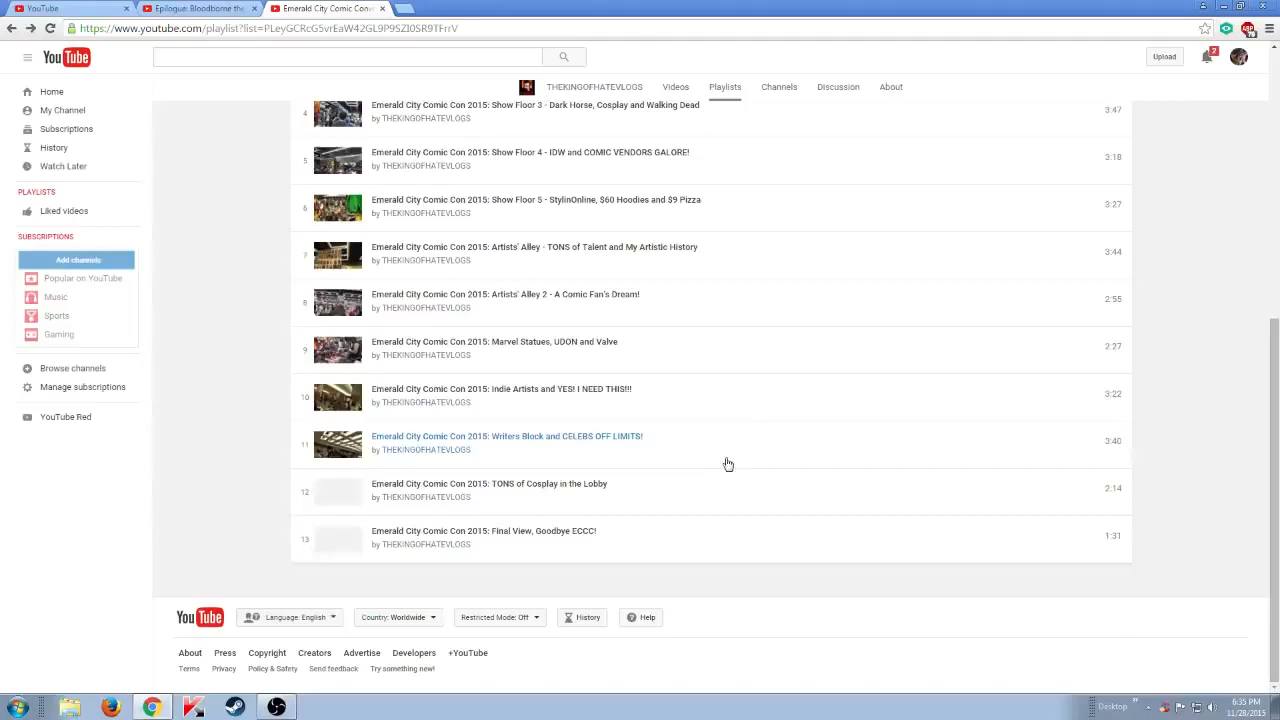 YouTube
Epilogue: Bloodborne the
Emerald City Comic Con
https://www.youtube.com/playlist?list=PLeyGCRcG5vrEaW42GL9P9SZI0SR9TFrrV
YouTube
Upload
2
THEKINGOFHATEVLOGS
Videos
Playlists
Channels
Discussion
About
Home
My Channel
Subscriptions
History
Watch Later
PLAYLISTS
Liked videos
SUBSCRIPTIONS
Add channels
Popular on YouTube
Music
Sports
Gaming
Browse channels
Manage subscriptions
YouTube Red
4 Emerald City Comic Con 2015: Show Floor 3 - Dark Horse, Cosplay and Walking Dead 3:47
by THEKINGOFHATEVLOGS
5 Emerald City Comic Con 2015: Show Floor 4 - IDW and COMIC VENDORS GALORE! 3:18
by THEKINGOFHATEVLOGS
6 Emerald City Comic Con 2015: Show Floor 5 - StylinOnline, $60 Hoodies and $9 Pizza 3:27
by THEKINGOFHATEVLOGS
7 Emerald City Comic Con 2015: Artists' Alley - TONS of Talent and My Artistic History 3:44
by THEKINGOFHATEVLOGS
8 Emerald City Comic Con 2015: Artists' Alley 2 - A Comic Fan's Dream! 2:55
by THEKINGOFHATEVLOGS
9 Emerald City Comic Con 2015: Marvel Statues, UDON and Valve 2:27
by THEKINGOFHATEVLOGS
10 Emerald City Comic Con 2015: Indie Artists and YES! I NEED THIS!!! 3:22
by THEKINGOFHATEVLOGS
11 Emerald City Comic Con 2015: Writers Block and CELEBS OFF LIMITS! 3:40
by THEKINGOFHATEVLOGS
12 Emerald City Comic Con 2015: TONS of Cosplay in the Lobby 2:14
by THEKINGOFHATEVLOGS
13 Emerald City Comic Con 2015: Final View, Goodbye ECCC! 1:31
by THEKINGOFHATEVLOGS
YouTube
Language: English
Country: Worldwide
Restricted Mode: Off
History
Help
About Press Copyright Creators Advertise Developers +YouTube
Terms Privacy Policy & Safety Send feedback Try something new!
Desktop
6:35 PM
11/28/2015